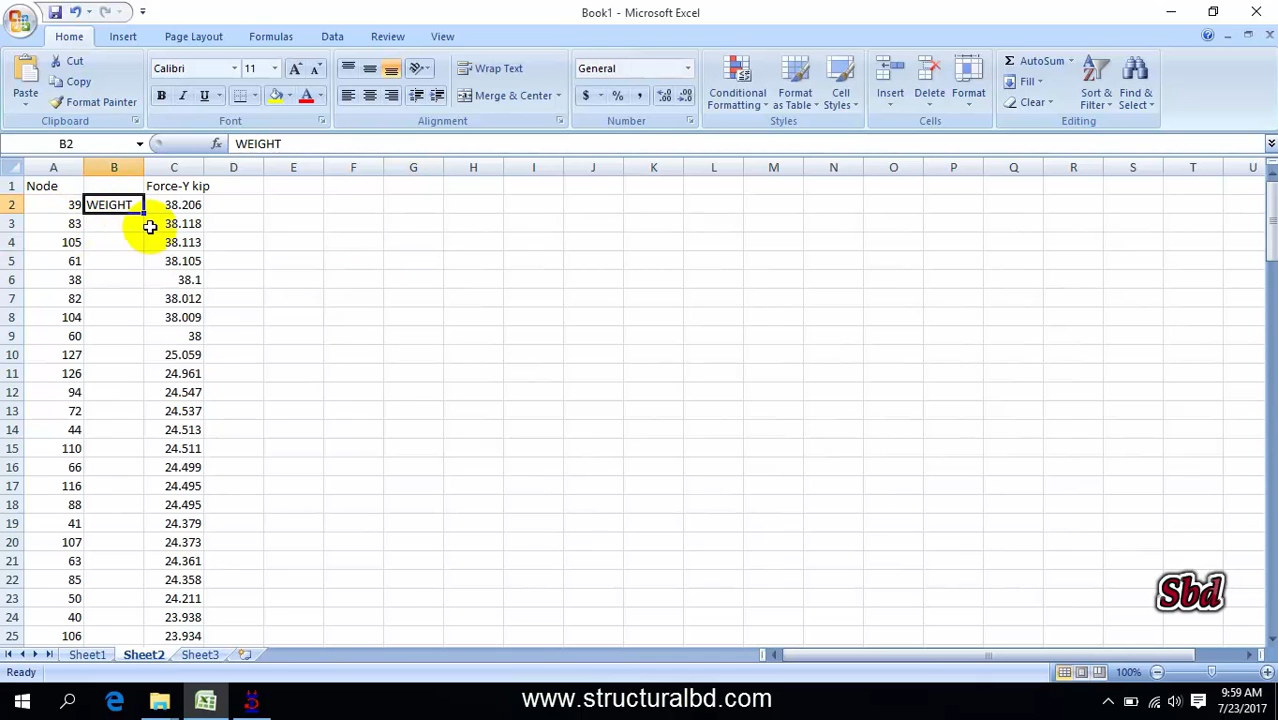 Book1 - Microsoft Excel
Home Insert Page Layout Formulas Data Review View
Paste Cut Copy Format Painter Clipboard
Calibri 11 A A B I U A Font
Wrap Text Merge & Center Alignment
General $ % , Number
Conditional Formatting Format as Table Cell Styles Styles
Insert Delete Format Cells
Σ AutoSum Fill Clear Sort & Filter Find & Select Editing
B2 fx WEIGHT
A B C D E F G H I J K L M N O P Q R S T U
1 Node Force-Y kip
2 39 WEIGHT 38.206
3 83 38.118
4 105 38.113
5 61 38.105
6 38 38.1
7 82 38.012
8 104 38.009
9 60 38
10 127 25.059
11 126 24.961
12 94 24.547
13 72 24.537
14 44 24.513
15 110 24.511
16 66 24.499
17 116 24.495
18 88 24.495
19 41 24.379
20 107 24.373
21 63 24.361
22 85 24.358
23 50 24.211
24 40 23.938
25 106 23.934
Sbd
Sheet1 Sheet2 Sheet3
Ready 100%
www.structuralbd.com
9:59 AM
7/23/2017